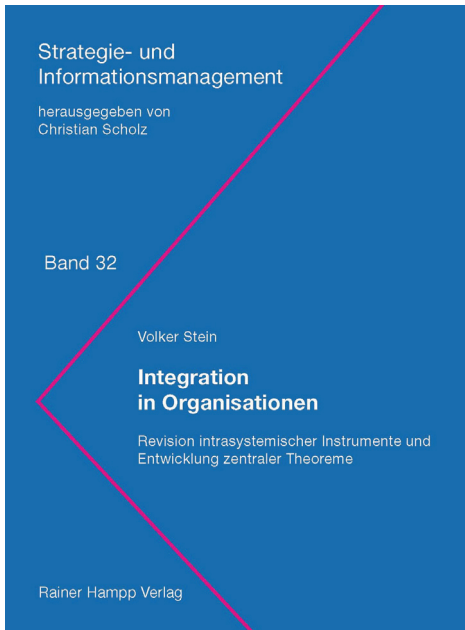 Strategie- und
Informationsmanagement
herausgegeben von
Christian Scholz
Band 32
Volker Stein
Integration
in Organisationen
Revision intrasystemischer Instrumente und
Entwicklung zentraler Theoreme
Rainer Hampp Verlag